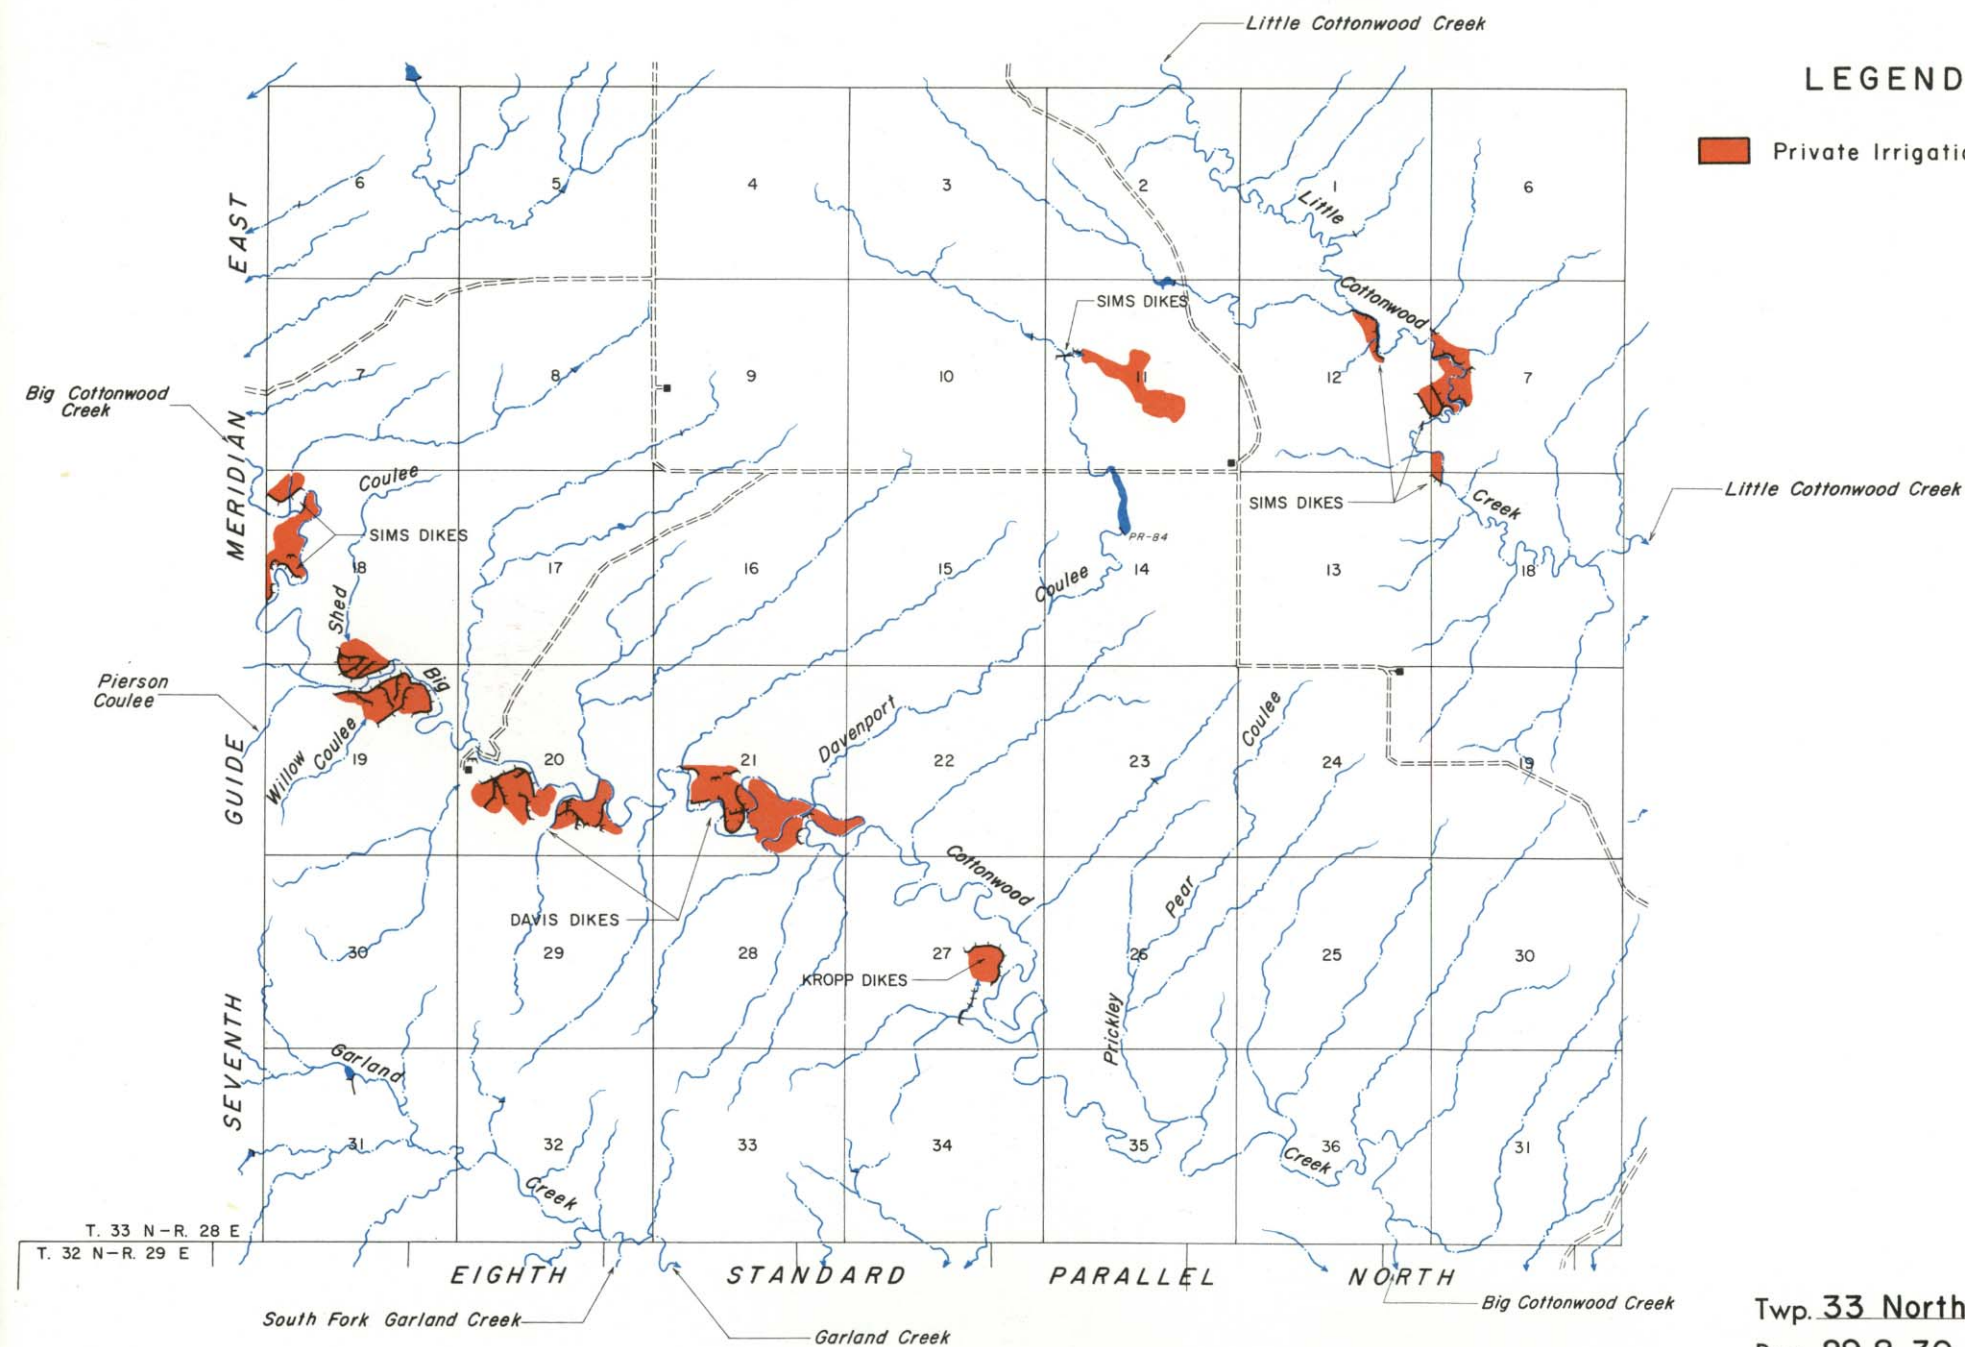 Little Cottonwood Creek
LEGEND
Private Irrigatio
6 5 4 3 2 1 6
Little
EAST
SIMS DIKES
Cottonwood
7 8 9 10 11 12 7
Big Cottonwood
Creek
MERIDIAN
Coulee
SIMS DIKES
SIMS DIKES
Creek
Little Cottonwood Creek
PR-84
18 17 16 15 14 13 18
Coulee
Shed
Big
Pierson
Coulee
Davenport
Coulee
Willow
Coulee
GUIDE
19 20 21 22 23 24 19
Cottonwood
Pear
DAVIS DIKES
30 29 28 27 26 25 30
KROPP DIKES
Prickley
SEVENTH
Garland
31 32 33 34 35 36 31
Creek
Creek
T. 33 N-R. 28 E
T. 32 N-R. 29 E
EIGHTH STANDARD PARALLEL NORTH
South Fork Garland Creek
Garland Creek
Big Cottonwood Creek
Twp. 33 North